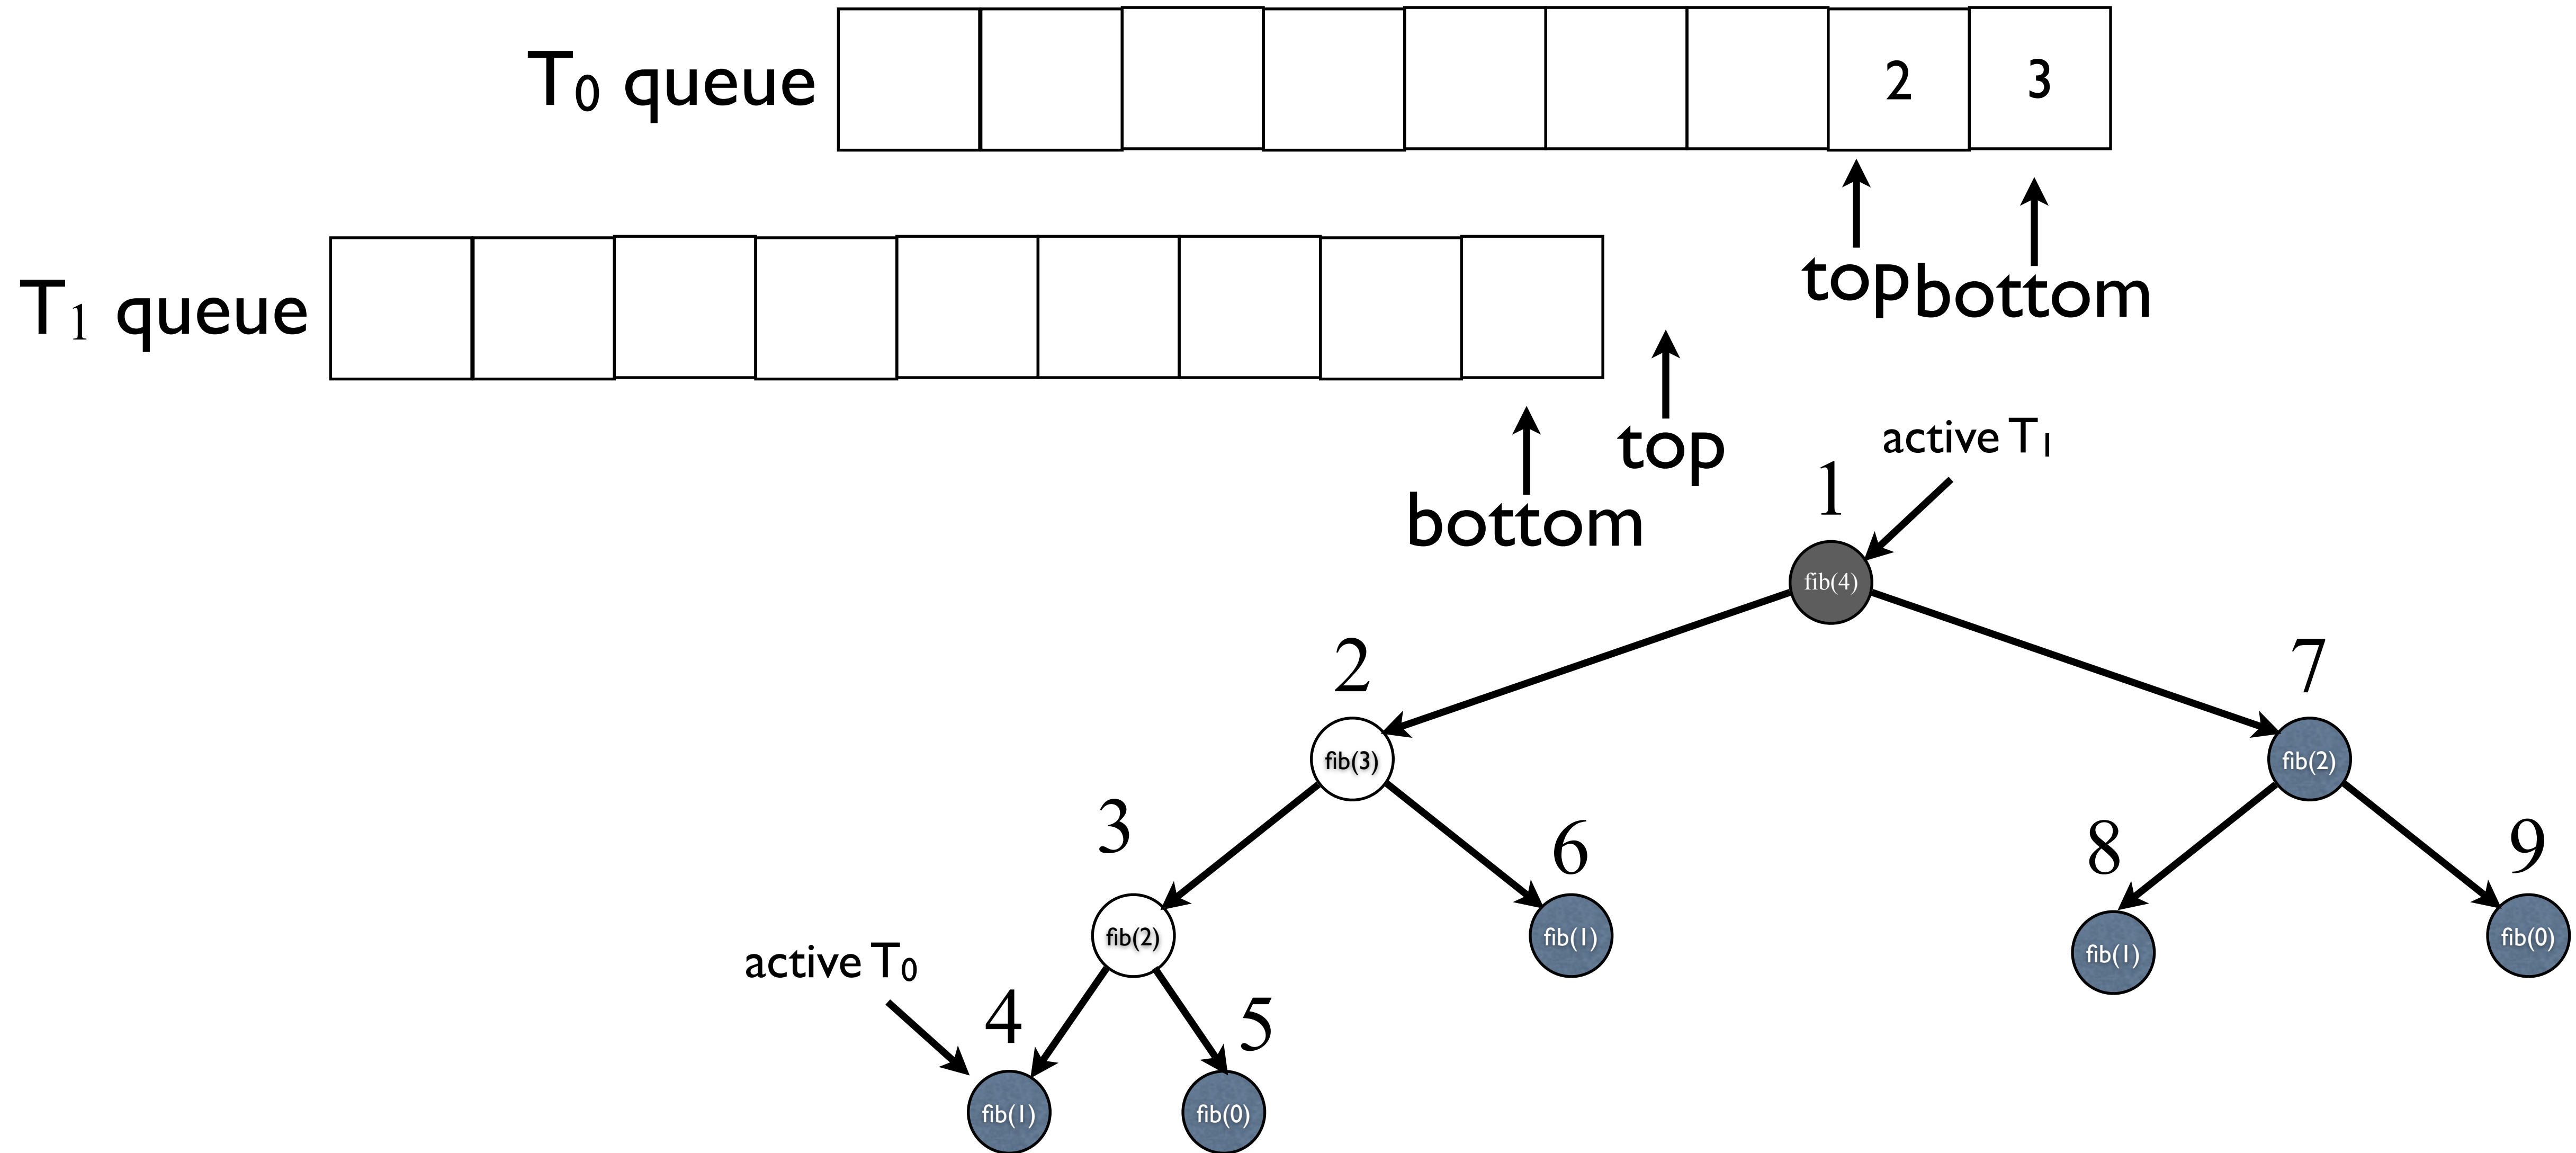 T0 queue
2
3
top
bottom
T1 queue
top
bottom
active T1
1
fib(4)
2
7
fib(3)
fib(2)
3
6
8
9
fib(2)
fib(1)
fib(1)
fib(0)
active T0
4
5
fib(1)
fib(0)